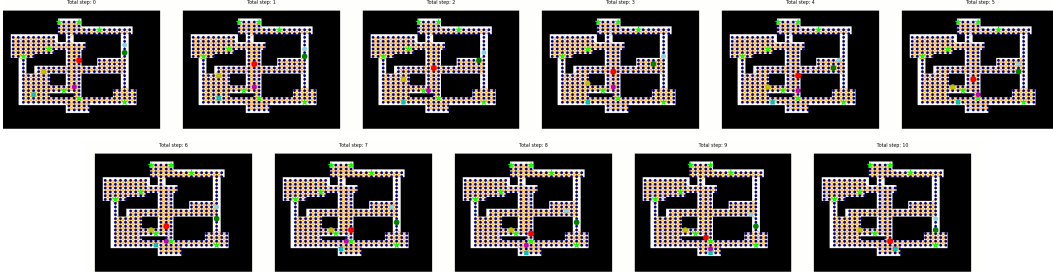 Total step: 0
Total step: 1
Total step: 2
Total step: 3
Total step: 4
Total step: 5
Total step: 6
Total step: 7
Total step: 8
Total step: 9
Total step: 10